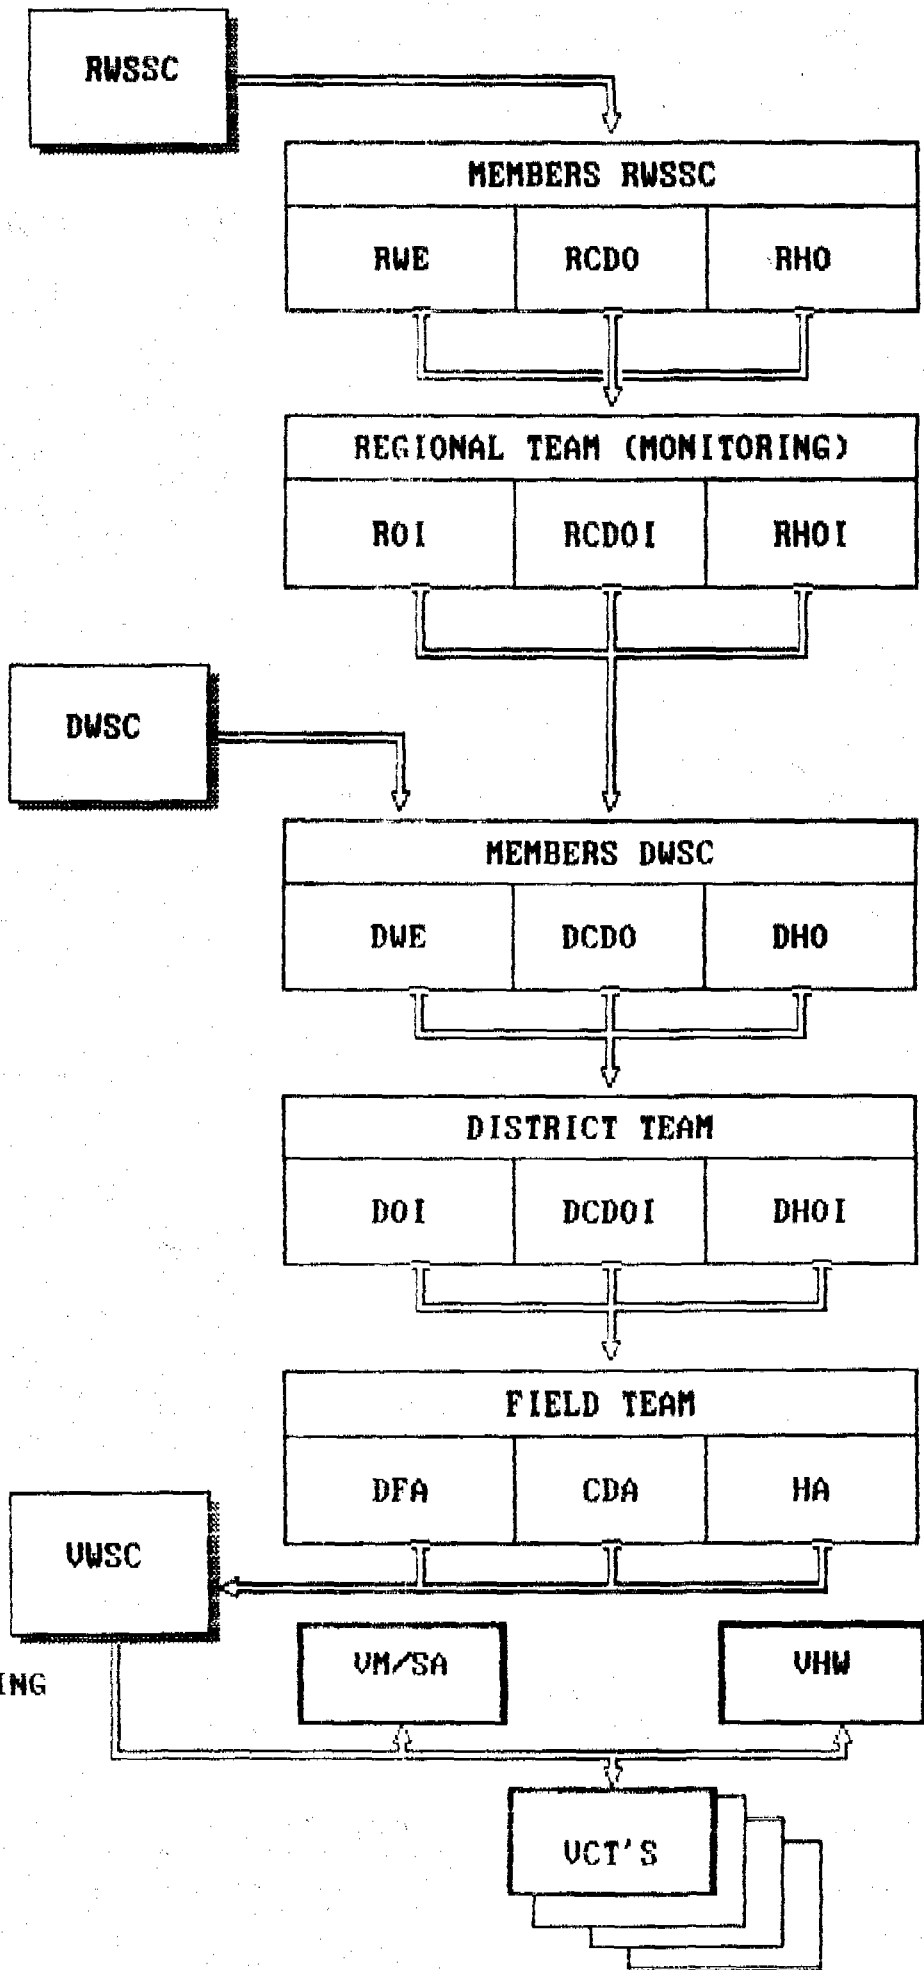 RWSSC
MEMBERS RWSSC
RWE RCDO RHO
REGIONAL TEAM (MONITORING)
ROI RCDOI RHOI
DWSC
MEMBERS DWSC
DWE DCDO DHO
DISTRICT TEAM
DOI DCDOI DHOI
FIELD TEAM
DFA CDA HA
VWSC
VM/SA
VHW
ING
VCT'S